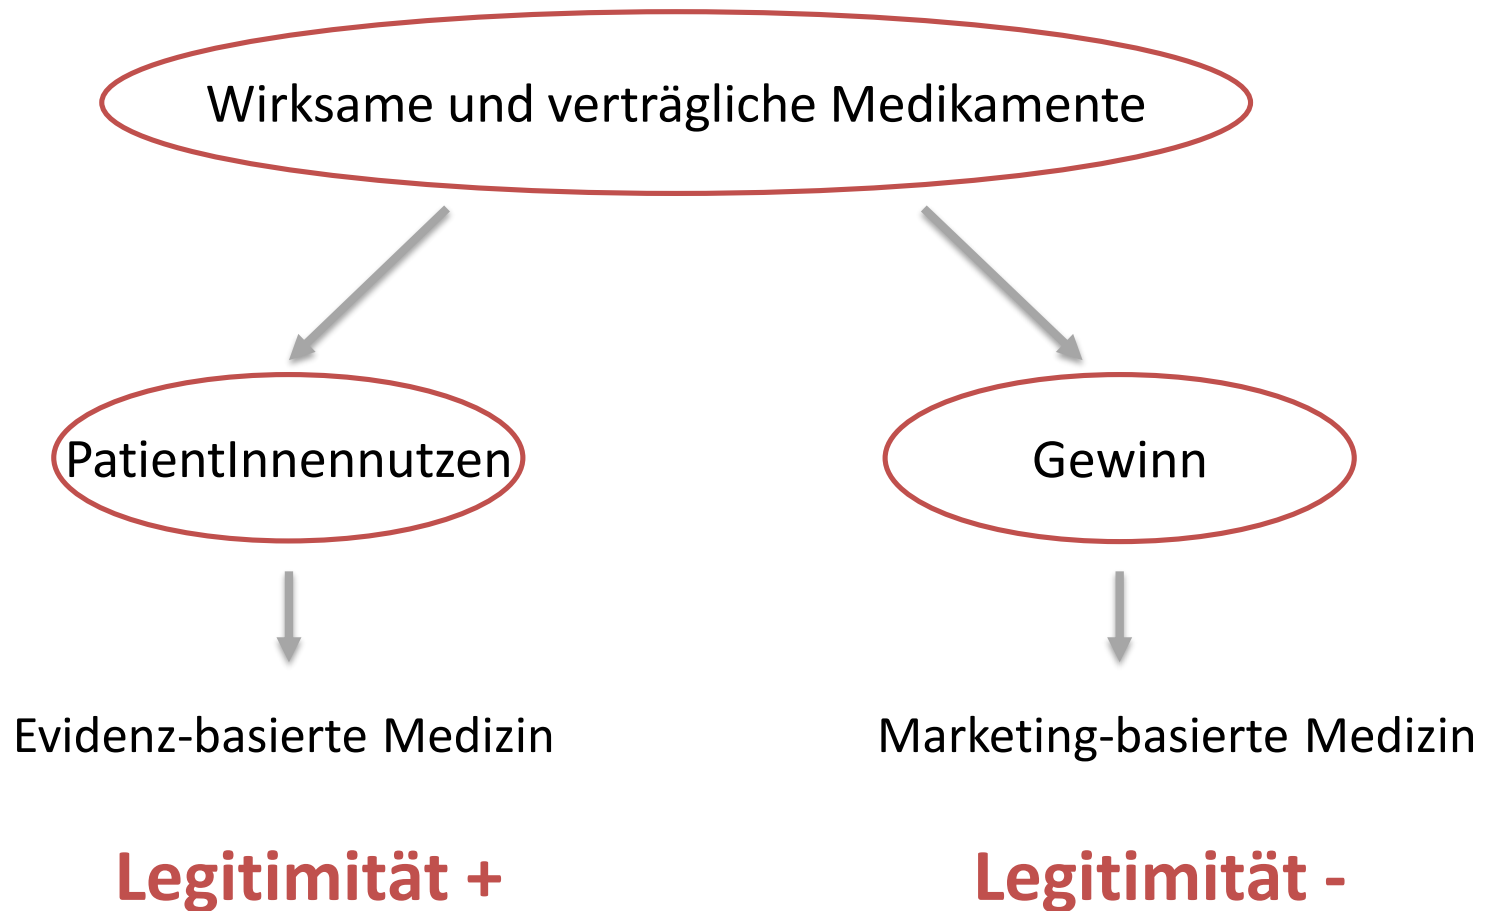 Wirksame und verträgliche Medikamente
PatientInnennutzen
Gewinn
Evidenz-basierte Medizin
Marketing-basierte Medizin
Legitimität +
Legitimität -